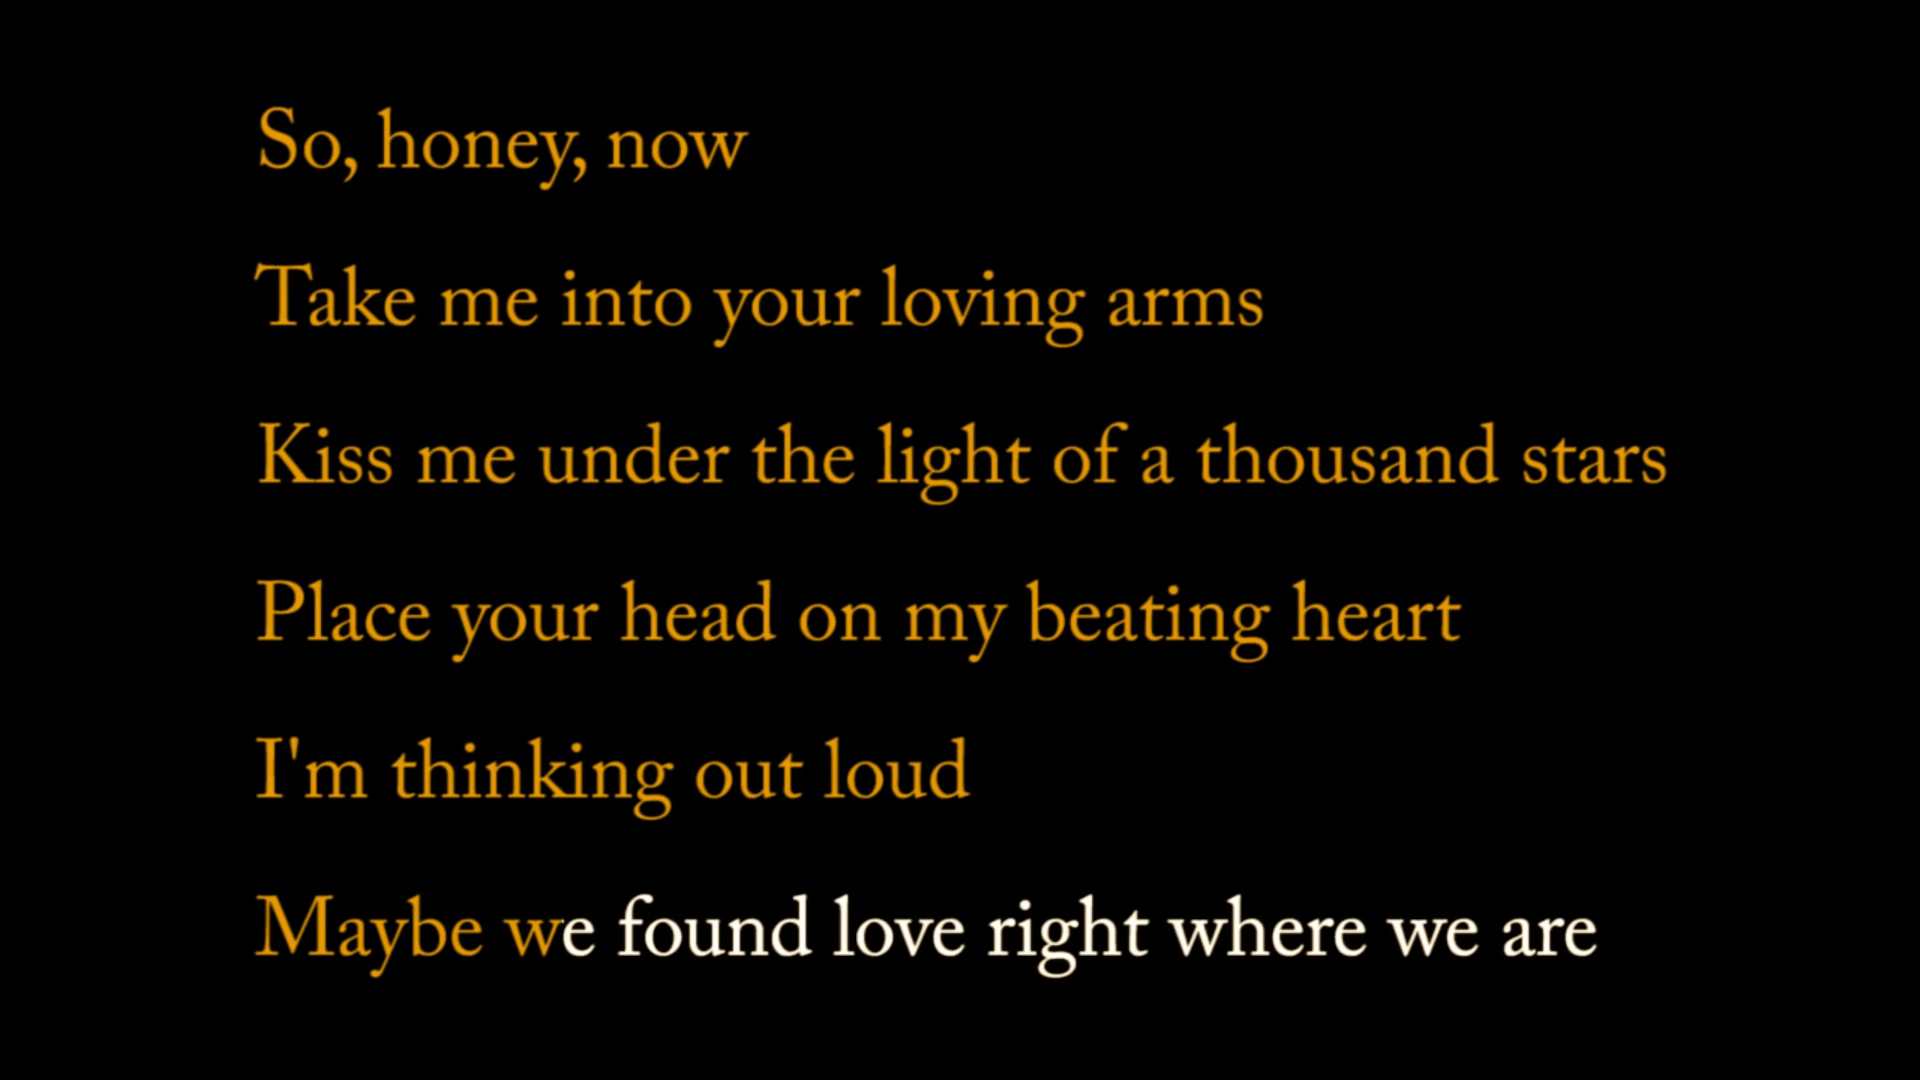 So, honey, now
Take me into your loving arms
Kiss me under the light of a thousand stars
Place your head on my beating heart
I'm thinking out loud
Maybe we found love right where we are